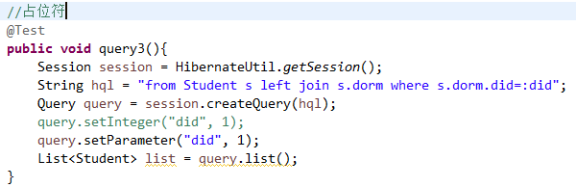 //占位符
@Test
public void query3(){
    Session session = HibernateUtil.getSession();
    String hql = "from Student s left join s.dorm where s.dorm.did=:did";
    Query query = session.createQuery(hql);
    query.setInteger("did", 1);
    query.setParameter("did", 1);
    List<Student> list = query.list();
}